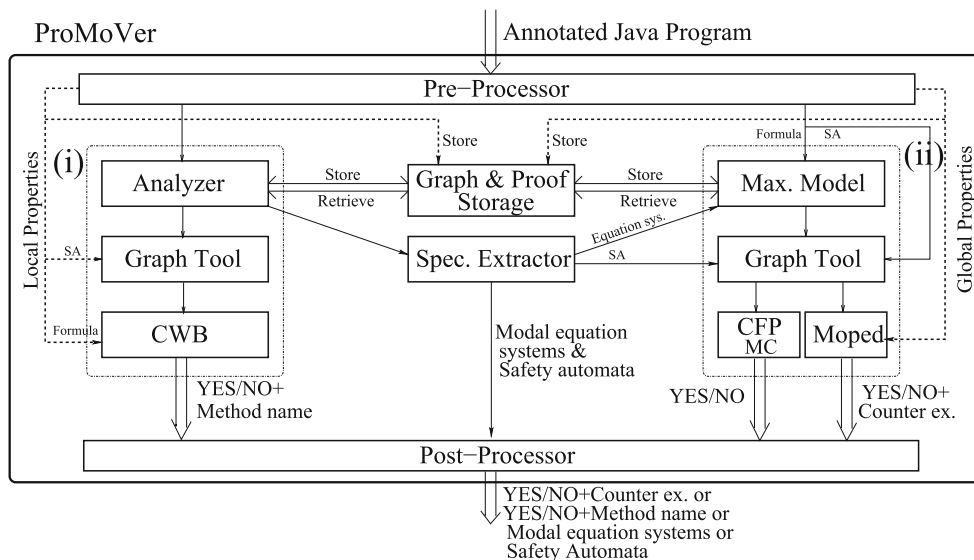 ProMoVer
Annotated Java Program
Pre−Processor
Store
Store
Formula
SA
(i)
(ii)
Local Properties
Global Properties
Analyzer
Store
Retrieve
Graph & Proof
Storage
Store
Retrieve
Max. Model
Equation sys.
SA
Graph Tool
Spec. Extractor
SA
Graph Tool
Formula
CWB
CFP
MC
Moped
Modal equation
systems &
Safety automata
YES/NO+
Method name
YES/NO
YES/NO+
Counter ex.
Post−Processor
YES/NO+Counter ex. or
YES/NO+Method name or
Modal equation systems or
Safety Automata